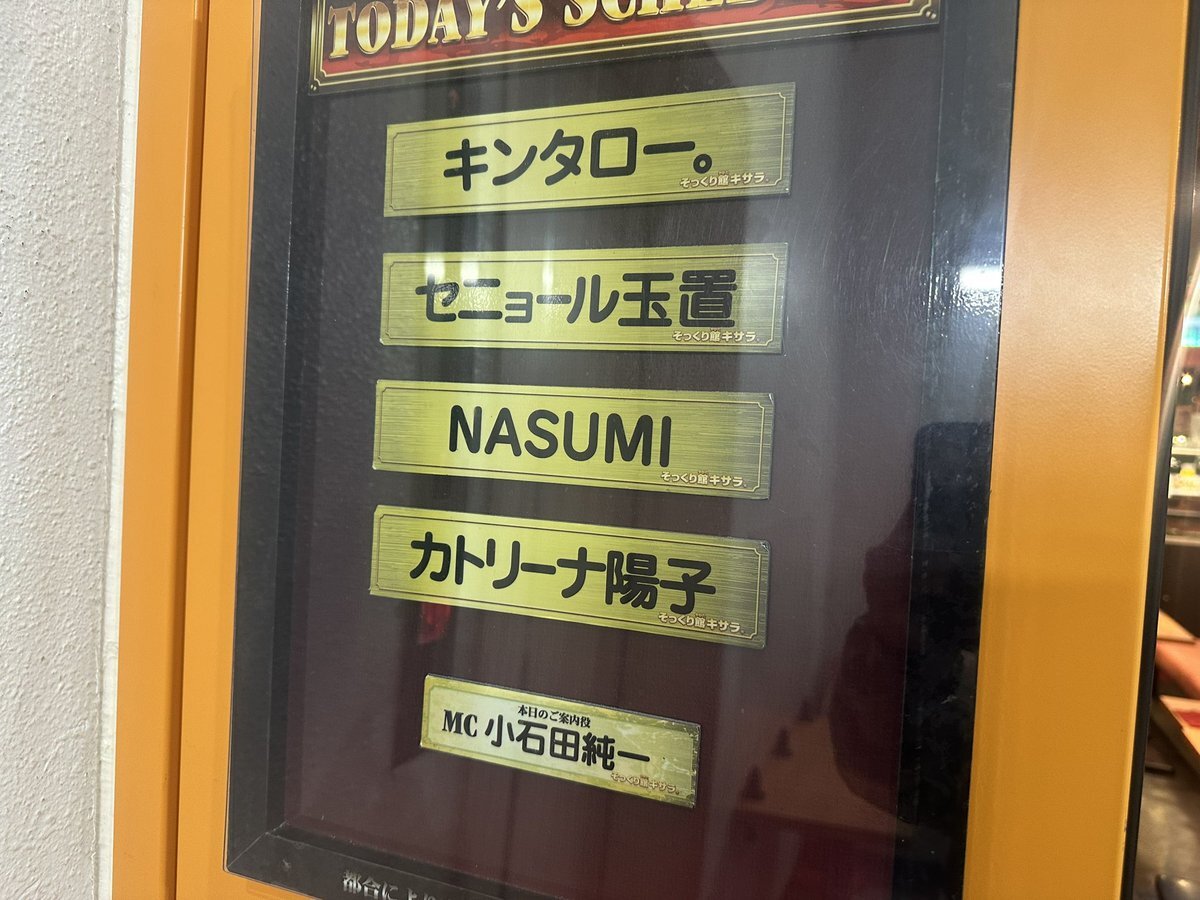 TODAY'S
キンタロー。
そっくり館キサラ。
セニョール玉置
そっくり館キサラ。
NASUMI
そっくり館キサラ。
カトリーナ陽子
そっくり館キサラ。
本日のご案内役
MC 小石田純一
そっくり館キサラ。
都合に